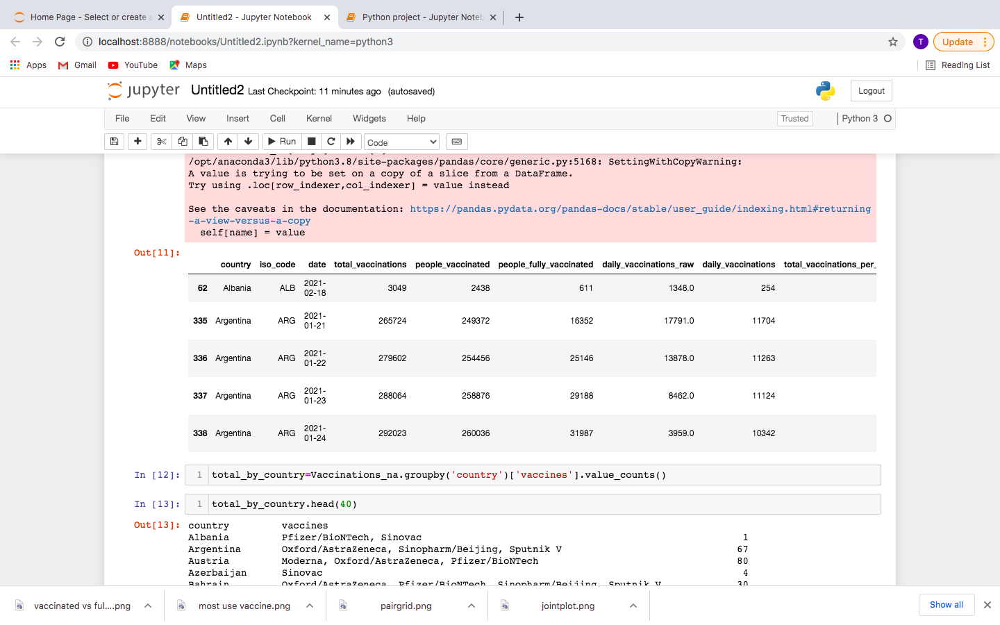 Home Page - Select or create a
Untitled2 - Jupyter Notebook
Python project - Jupyter Noteb
localhost:8888/notebooks/Untitled2.ipynb?kernel_name=python3
T
Update
Apps
Gmail
YouTube
Maps
Reading List
jupyter
Untitled2 Last Checkpoint: 11 minutes ago (autosaved)
Logout
File Edit View Insert Cell Kernel Widgets Help
Trusted
Python 3
Run
Code
/opt/anaconda3/lib/python3.8/site-packages/pandas/core/generic.py:5168: SettingWithCopyWarning:
A value is trying to be set on a copy of a slice from a DataFrame.
Try using .loc[row_indexer,col_indexer] = value instead
See the caveats in the documentation: https://pandas.pydata.org/pandas-docs/stable/user_guide/indexing.html#returning
-a-view-versus-a-copy
self[name] = value
Out[11]:
country iso_code date total_vaccinations people_vaccinated people_fully_vaccinated daily_vaccinations_raw daily_vaccinations total_vaccinations_per_
62 Albania ALB 2021-02-18 3049 2438 611 1348.0 254
335 Argentina ARG 2021-01-21 265724 249372 16352 17791.0 11704
336 Argentina ARG 2021-01-22 279602 254456 25146 13878.0 11263
337 Argentina ARG 2021-01-23 288064 258876 29188 8462.0 11124
338 Argentina ARG 2021-01-24 292023 260036 31987 3959.0 10342
In [12]: 1 total_by_country=Vaccinations_na.groupby('country')['vaccines'].value_counts()
In [13]: 1 total_by_country.head(40)
Out[13]: country vaccines
Albania Pfizer/BioNTech, Sinovac 1
Argentina Oxford/AstraZeneca, Sinopharm/Beijing, Sputnik V 67
Austria Moderna, Oxford/AstraZeneca, Pfizer/BioNTech 80
Azerbaijan Sinovac 4
Bahrain Oxford/AstraZeneca, Pfizer/BioNTech, Sinopharm/Beijing, Sputnik V 30
vaccinated vs ful....png
most use vaccine.png
pairgrid.png
jointplot.png
Show all